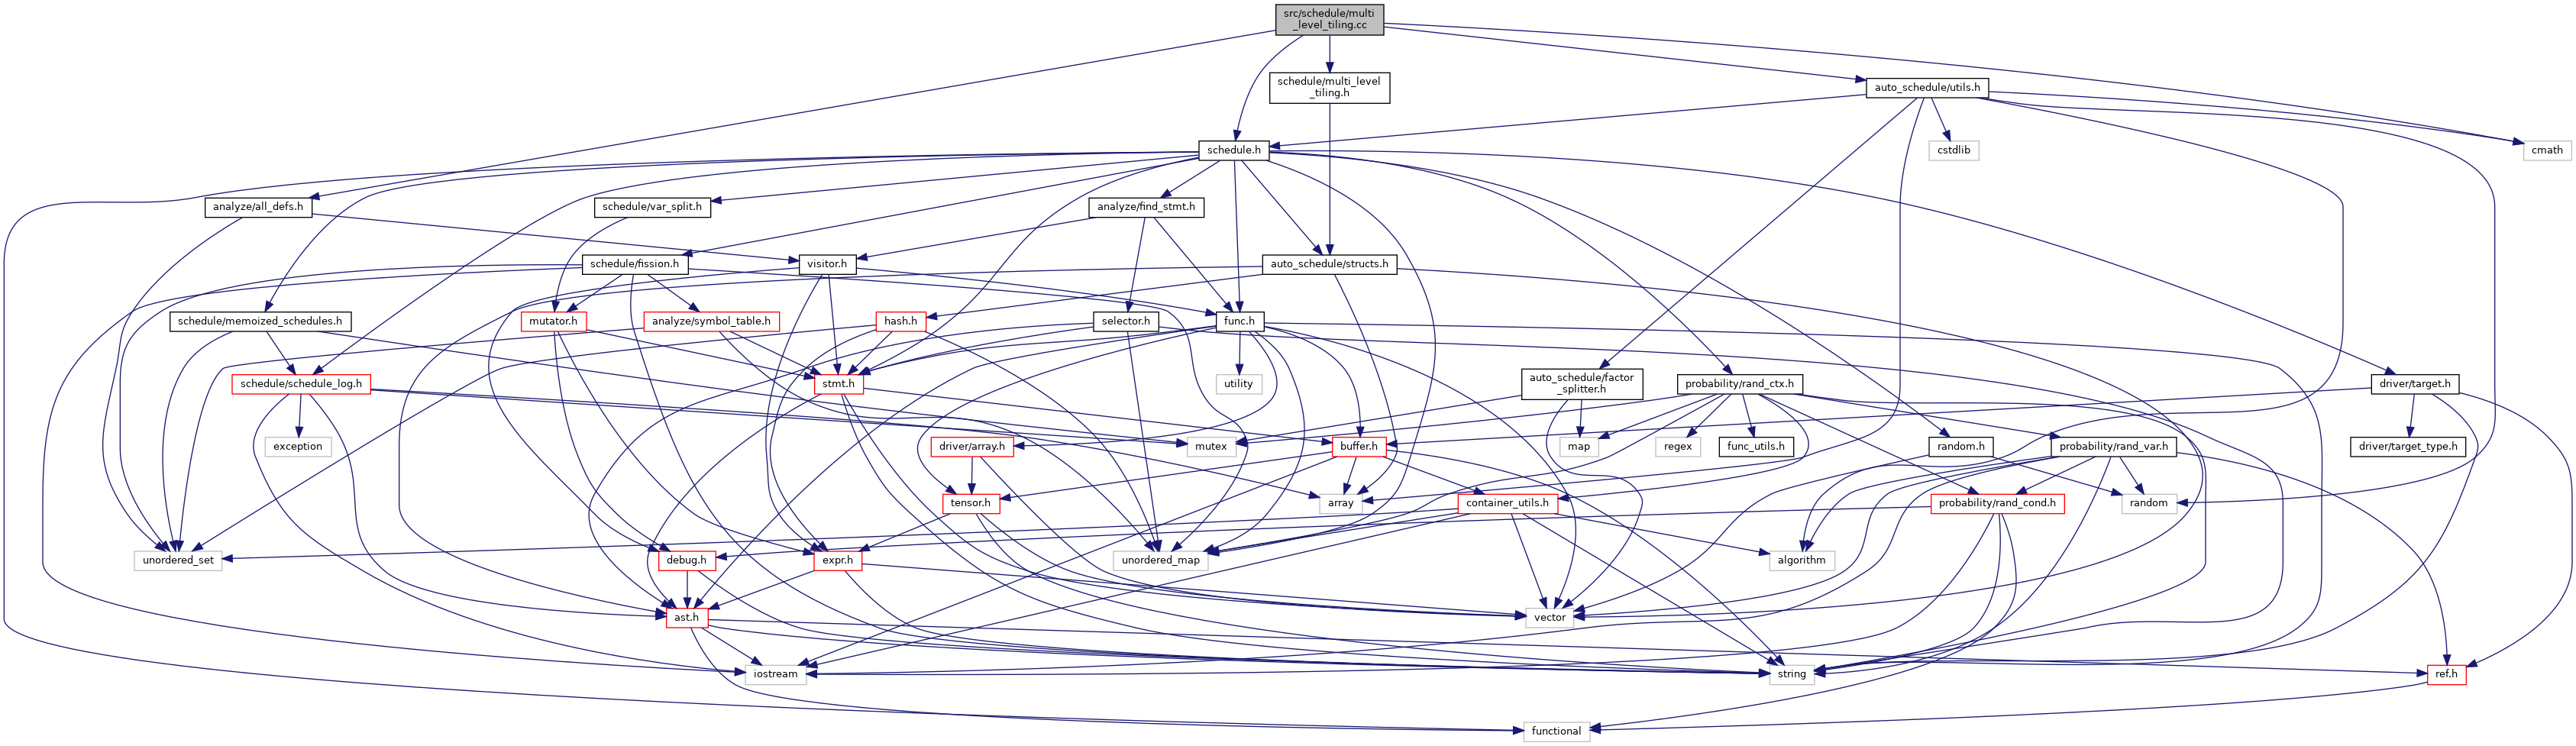 src/schedule/multi
_level_tiling.cc
schedule/multi_level
_tiling.h
auto_schedule/utils.h
schedule.h
cstdlib
cmath
analyze/all_defs.h
schedule/var_split.h
analyze/find_stmt.h
schedule/fission.h
visitor.h
auto_schedule/structs.h
schedule/memoized_schedules.h
mutator.h
analyze/symbol_table.h
hash.h
selector.h
func.h
schedule/schedule_log.h
stmt.h
utility
auto_schedule/factor
_splitter.h
probability/rand_ctx.h
driver/target.h
exception
driver/array.h
mutex
buffer.h
map
regex
func_utils.h
random.h
probability/rand_var.h
driver/target_type.h
tensor.h
array
container_utils.h
probability/rand_cond.h
random
unordered_set
debug.h
expr.h
unordered_map
algorithm
ast.h
vector
iostream
string
ref.h
functional